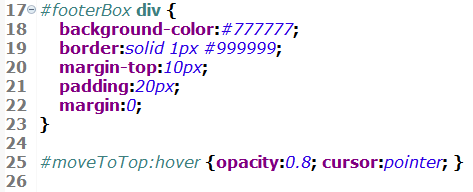 17 #footerBox div {
18 background-color:#777777;
19 border:solid 1px #999999;
20 margin-top:10px;
21 padding:20px;
22 margin:0;
23 }
24
25 #moveToTop:hover {opacity:0.8; cursor:pointer; }
26